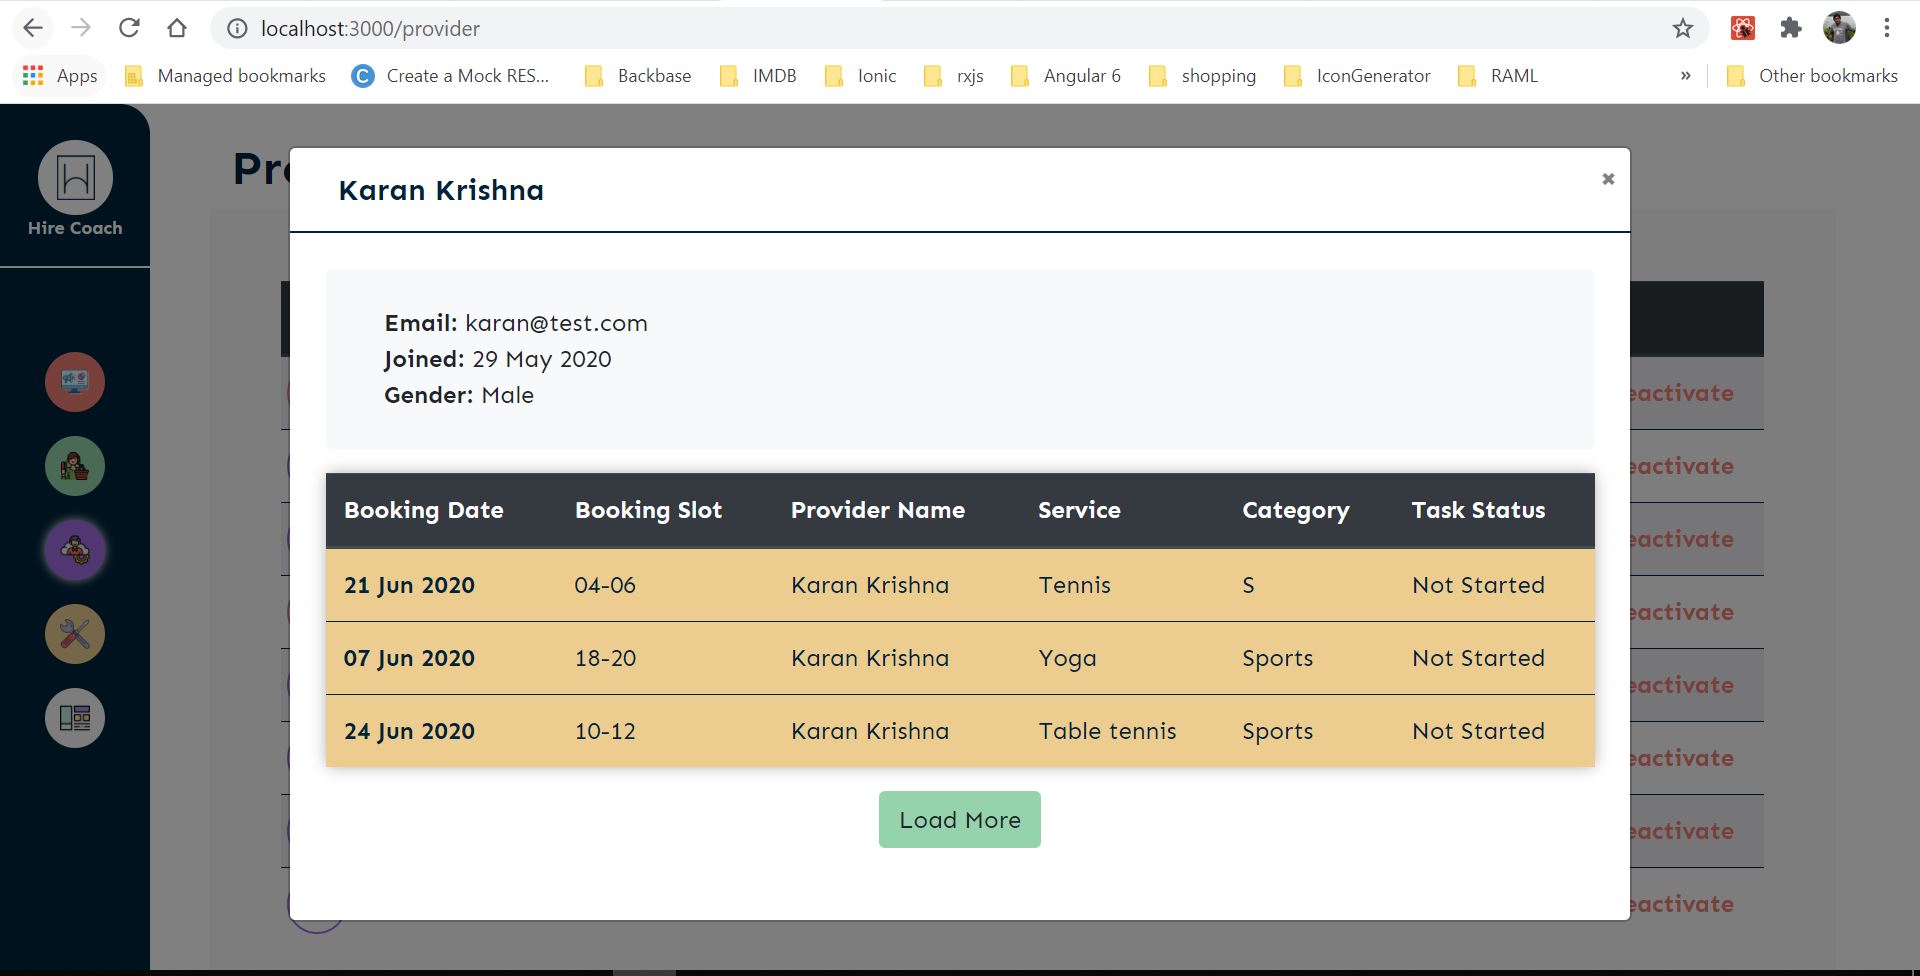 localhost:3000/provider
Apps Managed bookmarks Create a Mock RES... Backbase IMDB Ionic rxjs Angular 6 shopping IconGenerator RAML » Other bookmarks
Hire Coach
Karan Krishna
Email: karan@test.com
Joined: 29 May 2020
Gender: Male
Booking Date Booking Slot Provider Name Service Category Task Status
21 Jun 2020 04-06 Karan Krishna Tennis S Not Started
07 Jun 2020 18-20 Karan Krishna Yoga Sports Not Started
24 Jun 2020 10-12 Karan Krishna Table tennis Sports Not Started
Load More
eactivate
eactivate
eactivate
eactivate
eactivate
eactivate
eactivate
eactivate